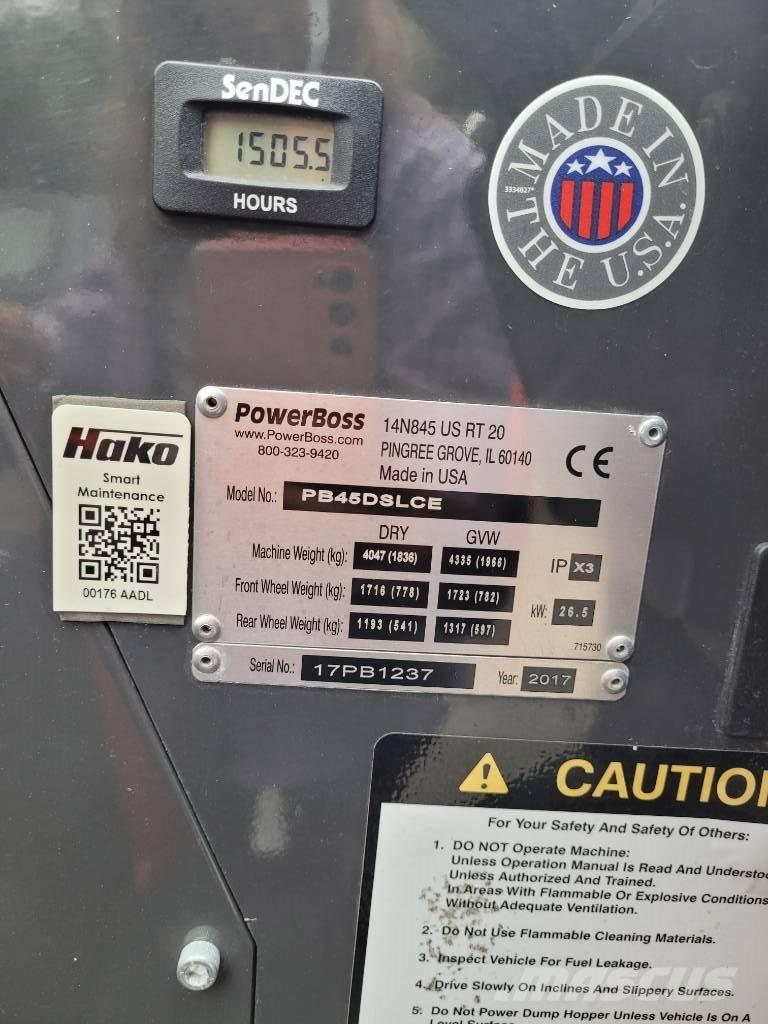 SenDEC
1505.5
HOURS
MADE IN
THE U.S.A.
3334827*
Hako
Smart
Maintenance
00176 AADL
PowerBoss
www.PowerBoss.com
800-323-9420
14N845 US RT 20
PINGREE GROVE, IL 60140
Made in USA
CE
Model No.: PB45DSLCE
DRY GVW
Machine Weight (kg): 4047 (1836) 4335 (1966) IP X3
Front Wheel Weight (kg): 1716 (778) 1723 (782) kW: 26.5
Rear Wheel Weight (kg): 1193 (541) 1317 (597)
715730
Serial No.: 17PB1237 Year: 2017
CAUTION
For Your Safety And Safety Of Others:
1. DO NOT Operate Machine:
Unless Operation Manual Is Read And Understoo
Unless Authorized And Trained.
In Areas With Flammable Or Explosive Conditions
Without Adequate Ventilation.
2. Do Not Use Flammable Cleaning Materials.
3. Inspect Vehicle For Fuel Leakage.
4. Drive Slowly On Inclines And Slippery Surfaces.
5. Do Not Power Dump Hopper Unless Vehicle Is On A
Level Surface
MASCUS